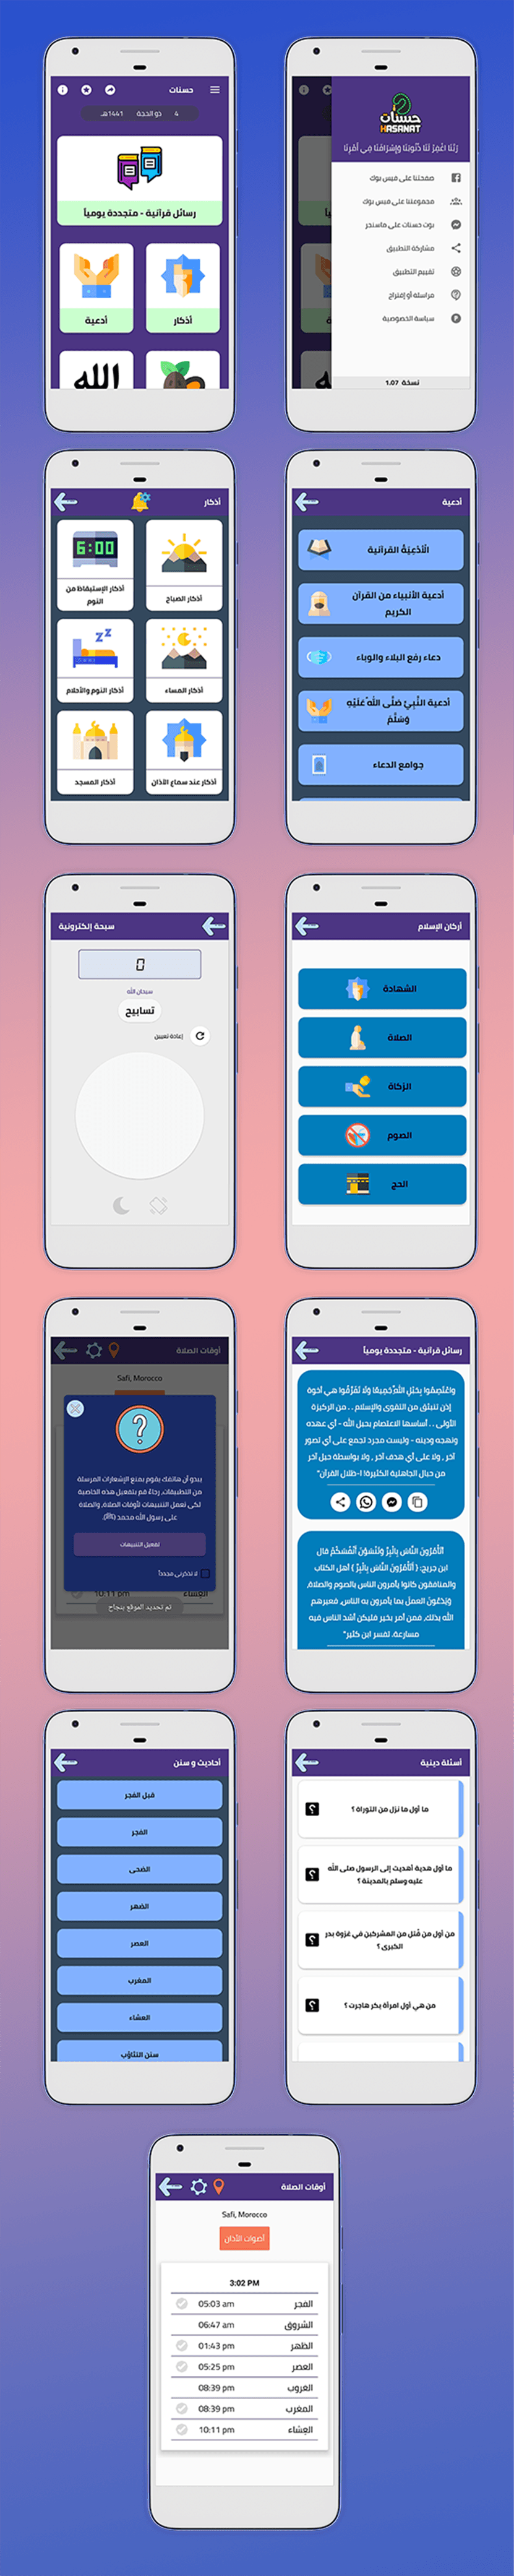 حسنات
4 ذو الحجة 1441هـ
رسائل قرآنية - متجددة يومياً
أدعية
أذكار
الله
حسنات
HASANAT
رَبَّنَا اغْفِرْ لَنَا ذُنُوبَنَا وَإِسْرَافَنَا فِي أَمْرِنَا
صفحتنا على فيس بوك
مجموعتنا على فيس بوك
بوت حسنات على ماسنجر
مشاركة التطبيق
تقييم التطبيق
مراسلة أو إقتراح
سياسة الخصوصية
نسخة 1.07
أذكار
6:00
أذكار الإستيقاظ من
النوم
أذكار الصباح
أذكار النوم والأحلام
أذكار المساء
أذكار المسجد
أذكار عند سماع الأذان
أدعية
الْأَدْعِيَةُ القرآنية
أدعية الأنبياء من القرآن
الكريم
دعاء رفع البلاء والوباء
أدعية النَّبِيِّ صَلَّى اللهُ عَلَيْهِ
وَسَلَّمَ
جوامع الدعاء
سبحة إلكترونية
0
سبحان الله
تسابيح
إعادة تعيين
أركان الإسلام
الشهادة
الصلاة
الزكاة
الصوم
الحج
أوقات الصلاة
Safi, Morocco
يبدو أن هاتفك يقوم بمنع الإشعارات المرسلة
من التطبيقات، رجاءً قم بتفعيل هذه الخاصية
لكي تعمل التنبيهات لأوقات الصلاة، والصلاة
على رسول الله محمد (ﷺ).
تفعيل التنبيهات
لا تذكرني مجدداً
10:11 pm العِشاء
تم تحديد الموقع بنجاح
رسائل قرآنية - متجددة يومياً
واعْتَصِمُوا بِحَبْلِ اللَّهِ جَمِيعًا وَلَا تَفَرَّقُوا هي أخوة
إذن تنبثق من التقوى والإسلام . . من الركيزة
الأولى . . أساسها الاعتصام بحبل الله - أي عهده
ونهجه ودينه - وليست مجرد تجمع على أي تصور
آخر , ولا على أي هدف آخر , ولا بواسطة حبل آخر
من حبال الجاهلية الكثيرة! ا-ظلال القرآن"
أَتَأْمُرُونَ النَّاسَ بِالْبِرِّ وَتَنْسَوْنَ أَنْفُسَكُمْ قال
ابن جريج: { أَتَأْمُرُونَ النَّاسَ بِالْبِرِّ } أهل الكتاب
والمنافقون كانوا يأمرون الناس بالصوم والصلاة،
وَيَدَعُونَ العملَ بما يأمرون به الناس، فعيرهم
الله بذلك، فمن أمر بخير فليكن أشد الناس فيه
مسارعة. تفسر ابن كثير"
أحاديث و سنن
قبل الفجر
الفجر
الضحى
الضهر
العصر
المغرب
العشاء
سنن التثاؤب
أسئلة دينية
ما أول ما نزل من التوراة ؟
ما أول هدية أهديت إلى الرسول صلى الله
عليه وسلم بالمدينة ؟
من أول من قُتل من المشركين في غزوة بدر
الكبرى ؟
من هي أول امرأة بكر هاجرت ؟
أوقات الصلاة
Safi, Morocco
أصوات الأذان
3:02 PM
05:03 am الفجر
06:47 am الشروق
01:43 pm الظهر
05:25 pm العصر
08:39 pm الغروب
08:39 pm المغرب
10:11 pm العِشاء